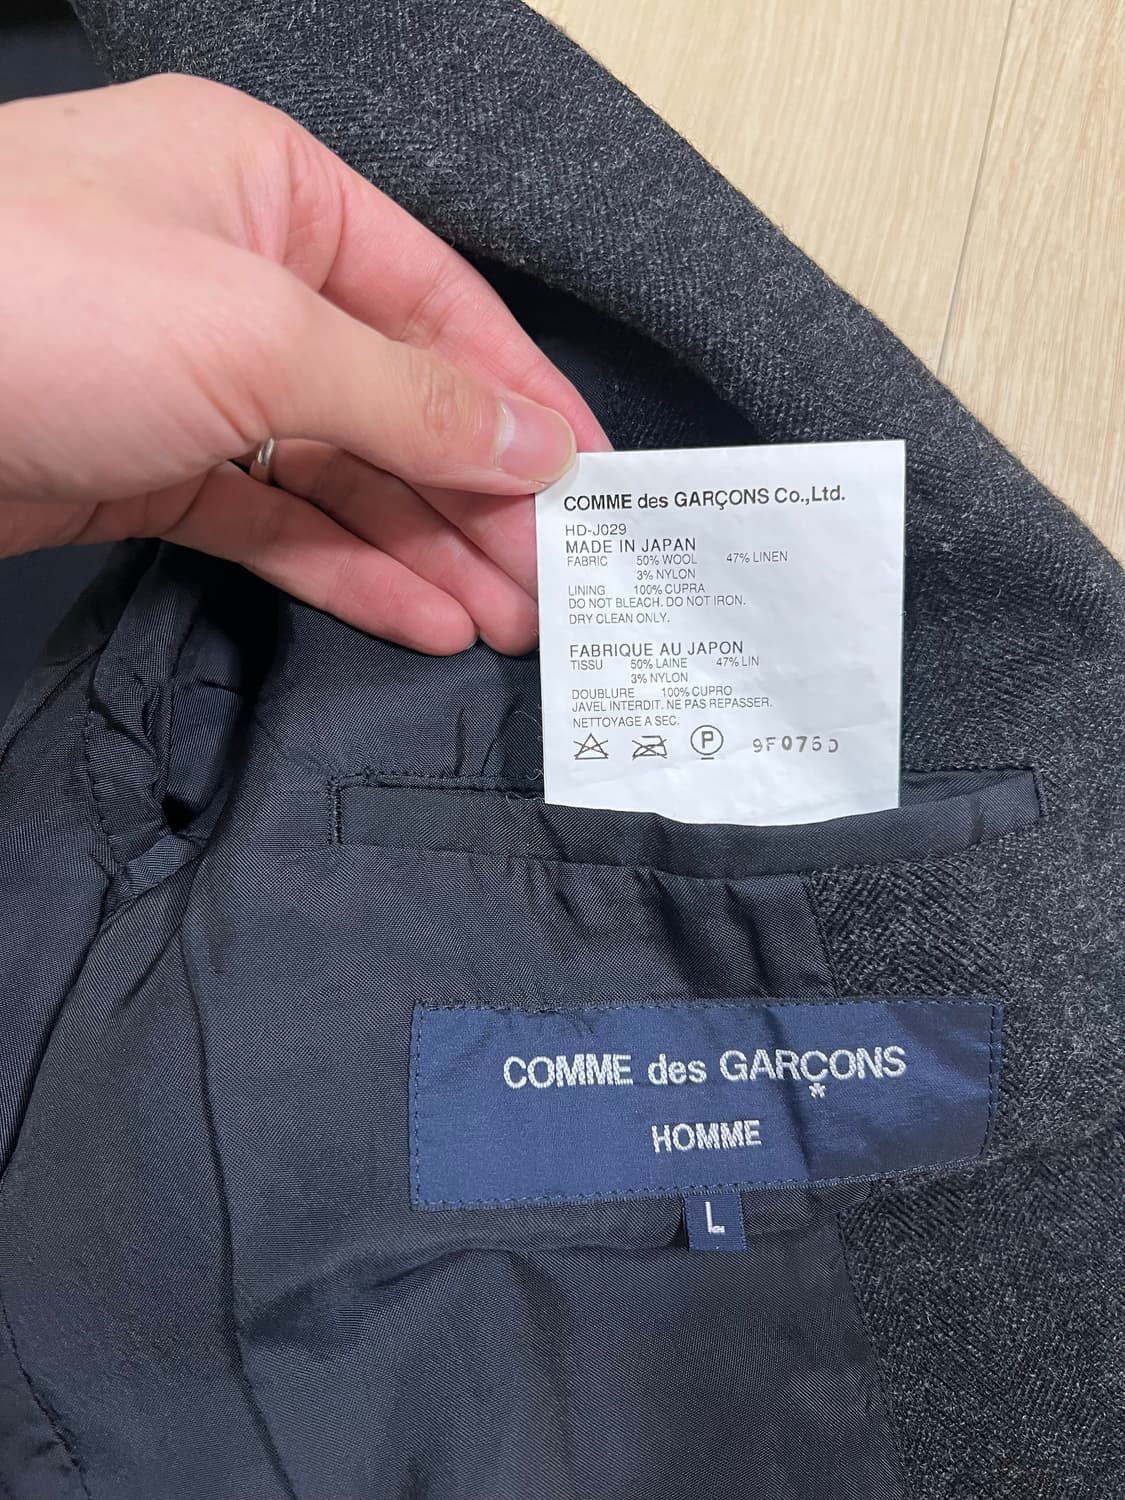 COMME des GARÇONS Co.,Ltd.
HD-J029
MADE IN JAPAN
FABRIC 50% WOOL 47% LINEN
3% NYLON
LINING 100% CUPRA
DO NOT BLEACH. DO NOT IRON.
DRY CLEAN ONLY.
FABRIQUE AU JAPON
TISSU 50% LAINE 47% LIN
3% NYLON
DOUBLURE 100% CUPRO
JAVEL INTERDIT. NE PAS REPASSER.
NETTOYAGE A SEC.
P
COMME des GARÇONS
HOMME
L